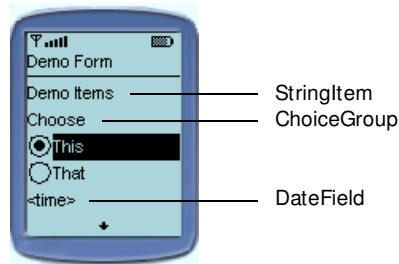 Demo Form
Demo Items
StringItem
Choose
ChoiceGroup
This
That
<time>
DateField